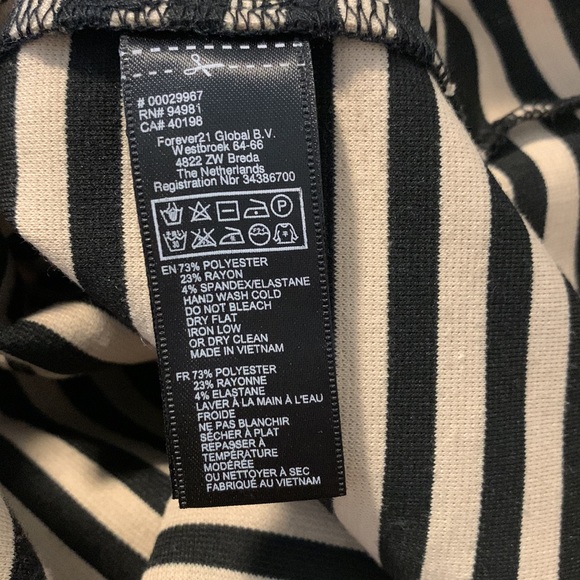 # 00029967
RN# 94981
CA# 40198
Forever21 Global B.V.
Westbroek 64-66
4822 ZW Breda
The Netherlands
Registration Nbr 34386700
P
EN 73% POLYESTER
23% RAYON
4% SPANDEX/ELASTANE
HAND WASH COLD
DO NOT BLEACH
DRY FLAT
IRON LOW
OR DRY CLEAN
MADE IN VIETNAM
FR 73% POLYESTER
23% RAYONNE
4% ELASTANE
LAVER À LA MAIN À L'EAU
FROIDE
NE PAS BLANCHIR
SÉCHER À PLAT
REPASSER À
TEMPÉRATURE
MODÉRÉE
OU NETTOYER À SEC
FABRIQUÉ AU VIETNAM